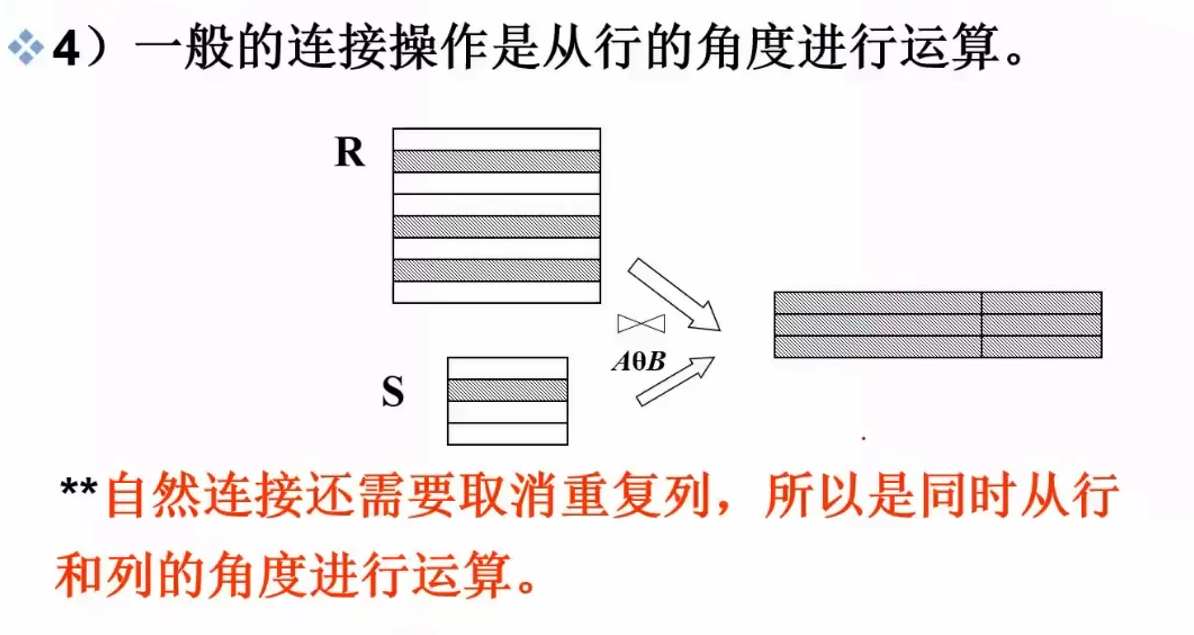 4）一般的连接操作是从行的角度进行运算。
R
AθB
S
**自然连接还需要取消重复列，所以是同时从行
和列的角度进行运算。